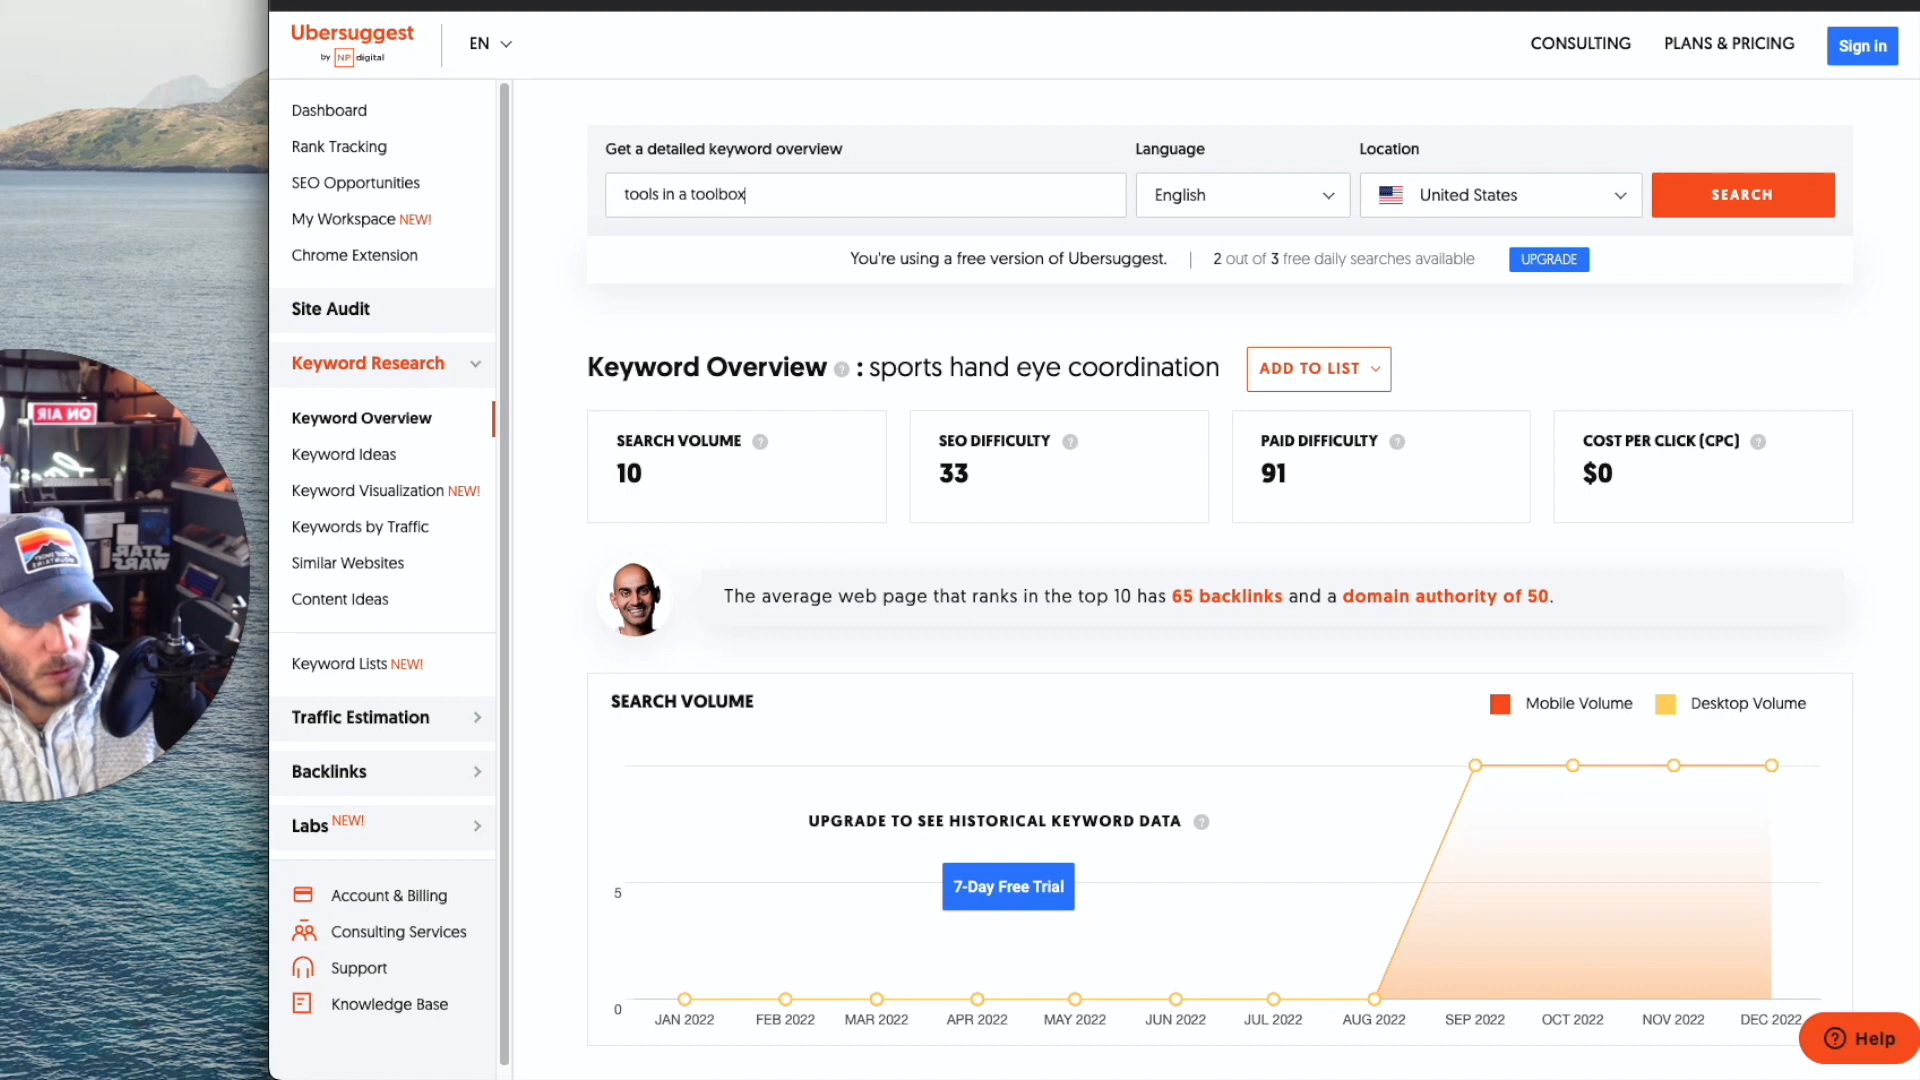 Ubersuggest
by NP digital
EN
CONSULTING
PLANS & PRICING
Sign in
Dashboard
Rank Tracking
SEO Opportunities
My Workspace NEW!
Chrome Extension
Site Audit
Keyword Research
Keyword Overview
Keyword Ideas
Keyword Visualization NEW!
Keywords by Traffic
Similar Websites
Content Ideas
Keyword Lists NEW!
Traffic Estimation
Backlinks
Labs NEW!
Account & Billing
Consulting Services
Support
Knowledge Base
Get a detailed keyword overview
Language
Location
tools in a toolbox
English
United States
SEARCH
You're using a free version of Ubersuggest. | 2 out of 3 free daily searches available
UPGRADE
Keyword Overview ? : sports hand eye coordination
ADD TO LIST
SEARCH VOLUME ?
10
SEO DIFFICULTY ?
33
PAID DIFFICULTY ?
91
COST PER CLICK (CPC) ?
$0
The average web page that ranks in the top 10 has 65 backlinks and a domain authority of 50.
SEARCH VOLUME
Mobile Volume
Desktop Volume
UPGRADE TO SEE HISTORICAL KEYWORD DATA ?
7-Day Free Trial
5
0
JAN 2022
FEB 2022
MAR 2022
APR 2022
MAY 2022
JUN 2022
JUL 2022
AUG 2022
SEP 2022
OCT 2022
NOV 2022
DEC 2022
? Help
ON AIR
STAR
WARS